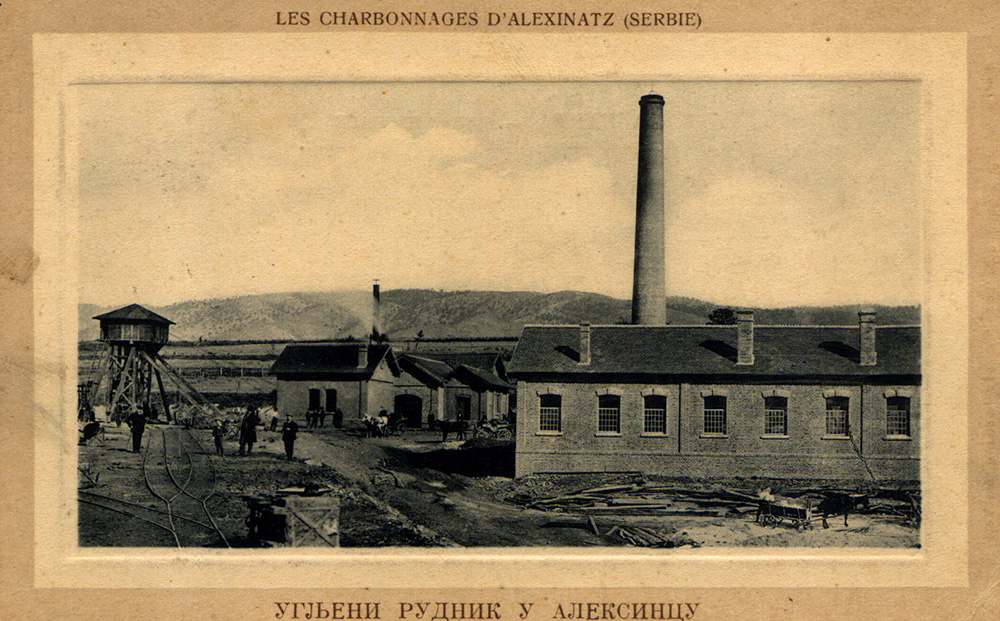 LES CHARBONNAGES D'ALEXINATZ (SERBIE)
УГЉЕНИ РУДНИК У АЛЕКСИНЦУ